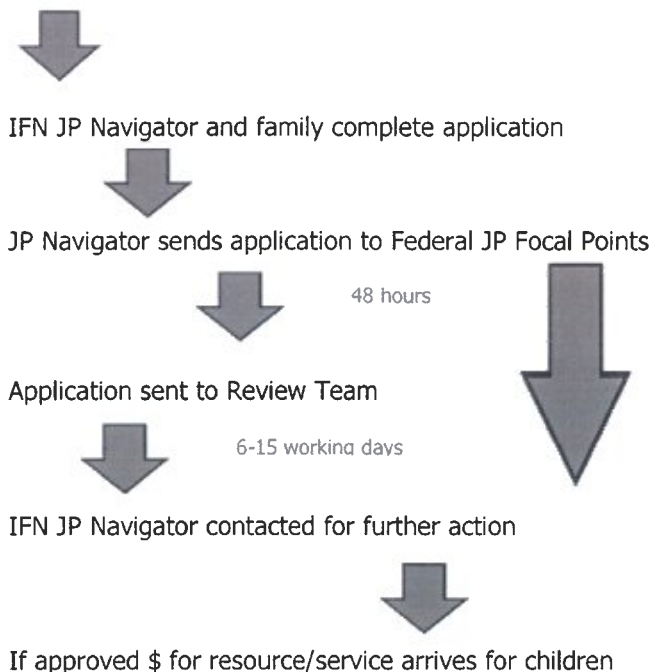 IFN JP Navigator and family complete application
JP Navigator sends application to Federal JP Focal Points
48 hours
Application sent to Review Team
6-15 working days
IFN JP Navigator contacted for further action
If approved $ for resource/service arrives for children